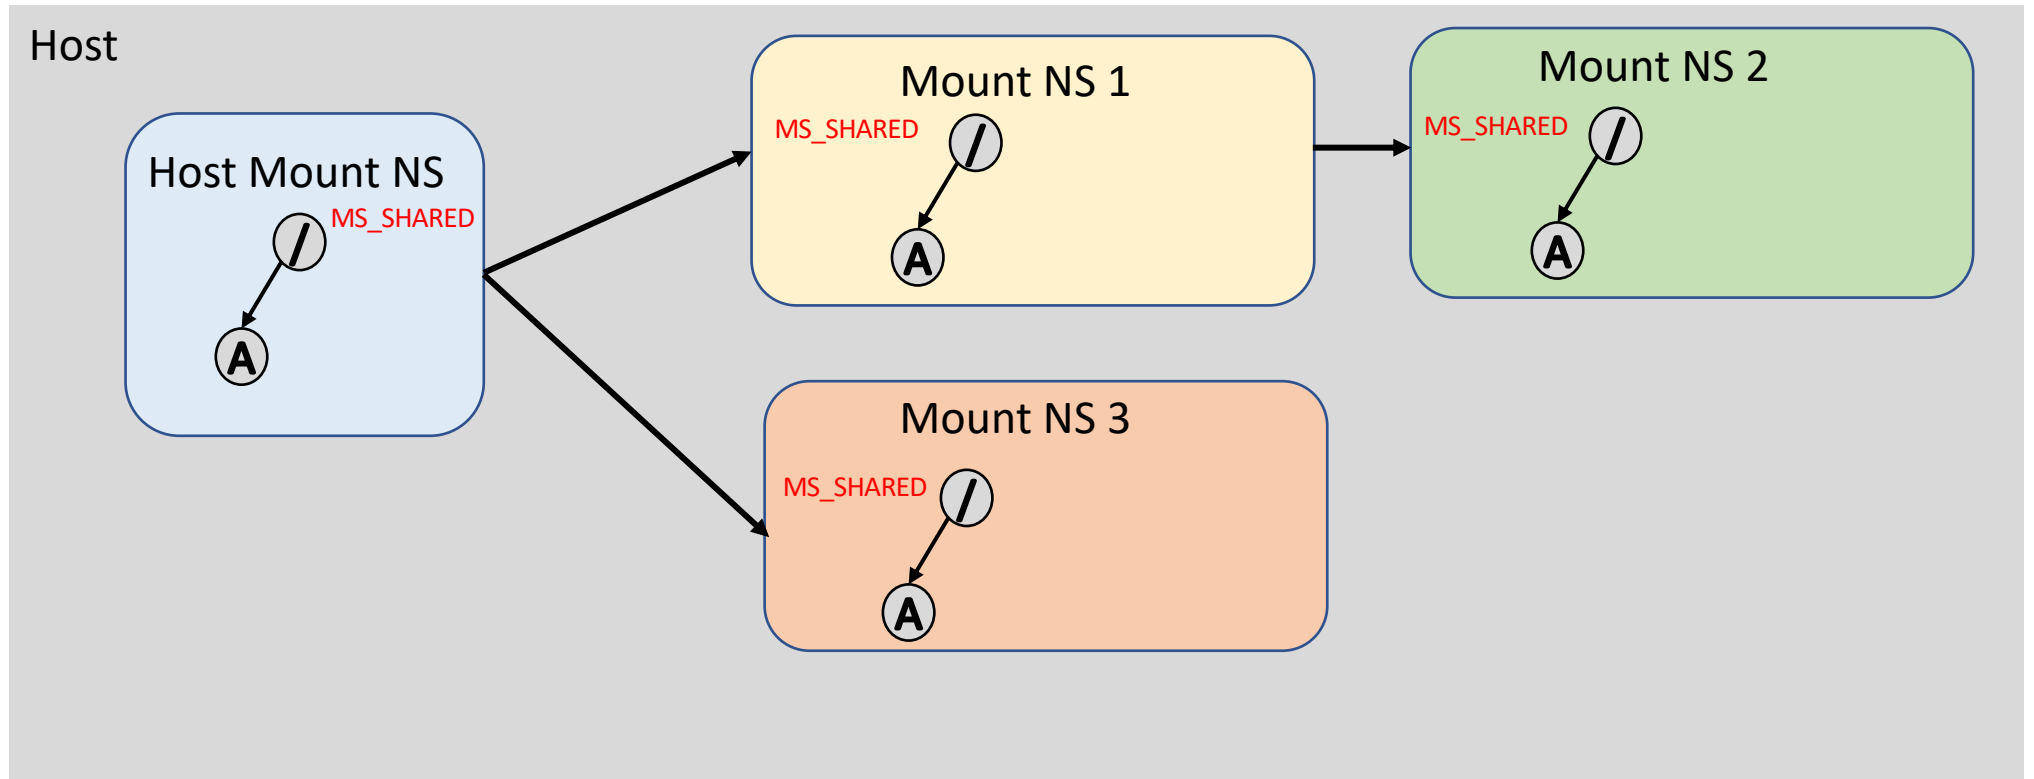 Host
Host Mount NS
/
MS_SHARED
A
Mount NS 1
MS_SHARED
/
A
Mount NS 2
MS_SHARED
/
A
Mount NS 3
MS_SHARED
/
A